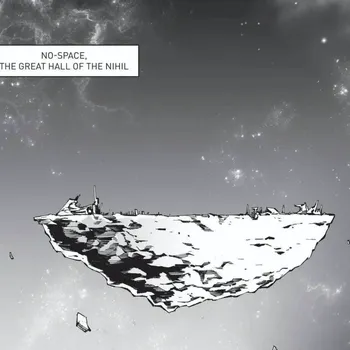 NO-SPACE,
THE GREAT HALL OF THE NIHIL